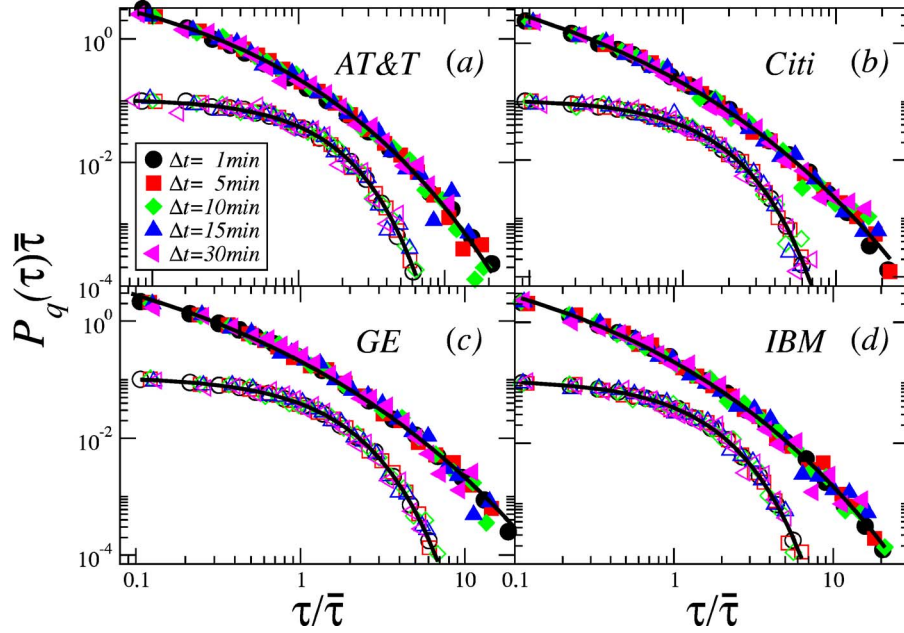 10^0
10^-2
10^-4
10^0
10^-2
10^-4
P_q(τ)τ̄
AT&T (a)
Δt= 1min
Δt= 5min
Δt=10min
Δt=15min
Δt=30min
Citi (b)
GE (c)
IBM (d)
0.1 1 10
0.1 1 10
τ/τ̄ τ/τ̄